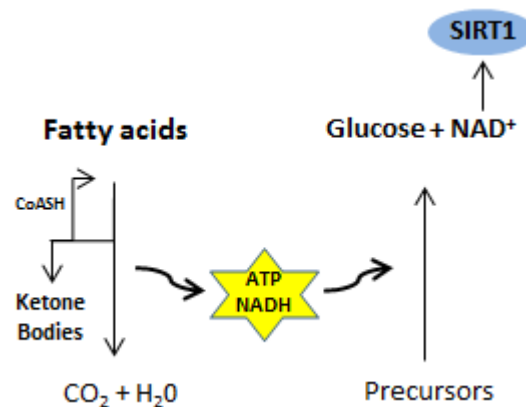 SIRT1
Fatty acids
Glucose + NAD⁺
CoASH
Ketone
Bodies
ATP
NADH
CO₂ + H₂0
Precursors